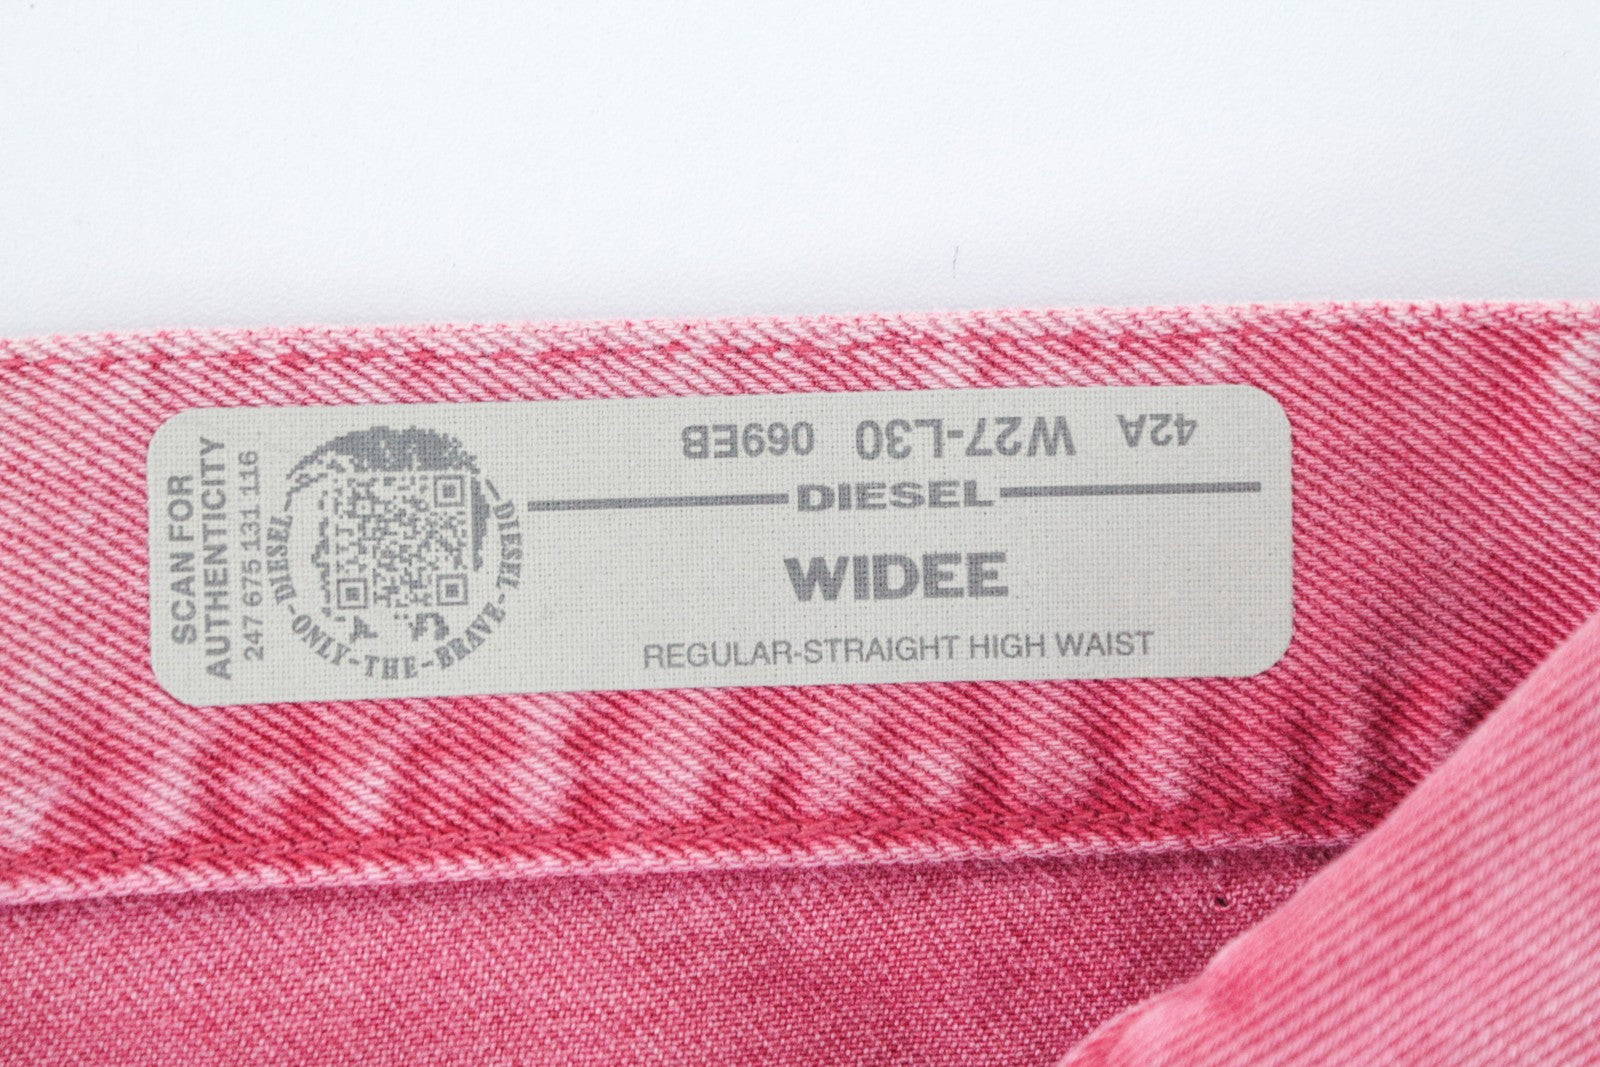 SCAN FOR
AUTHENTICITY
247 675 131 116
DIESEL-ONLY-THE-BRAVE-DIESEL
42A W27-L30 069EB
DIESEL
WIDEE
REGULAR-STRAIGHT HIGH WAIST